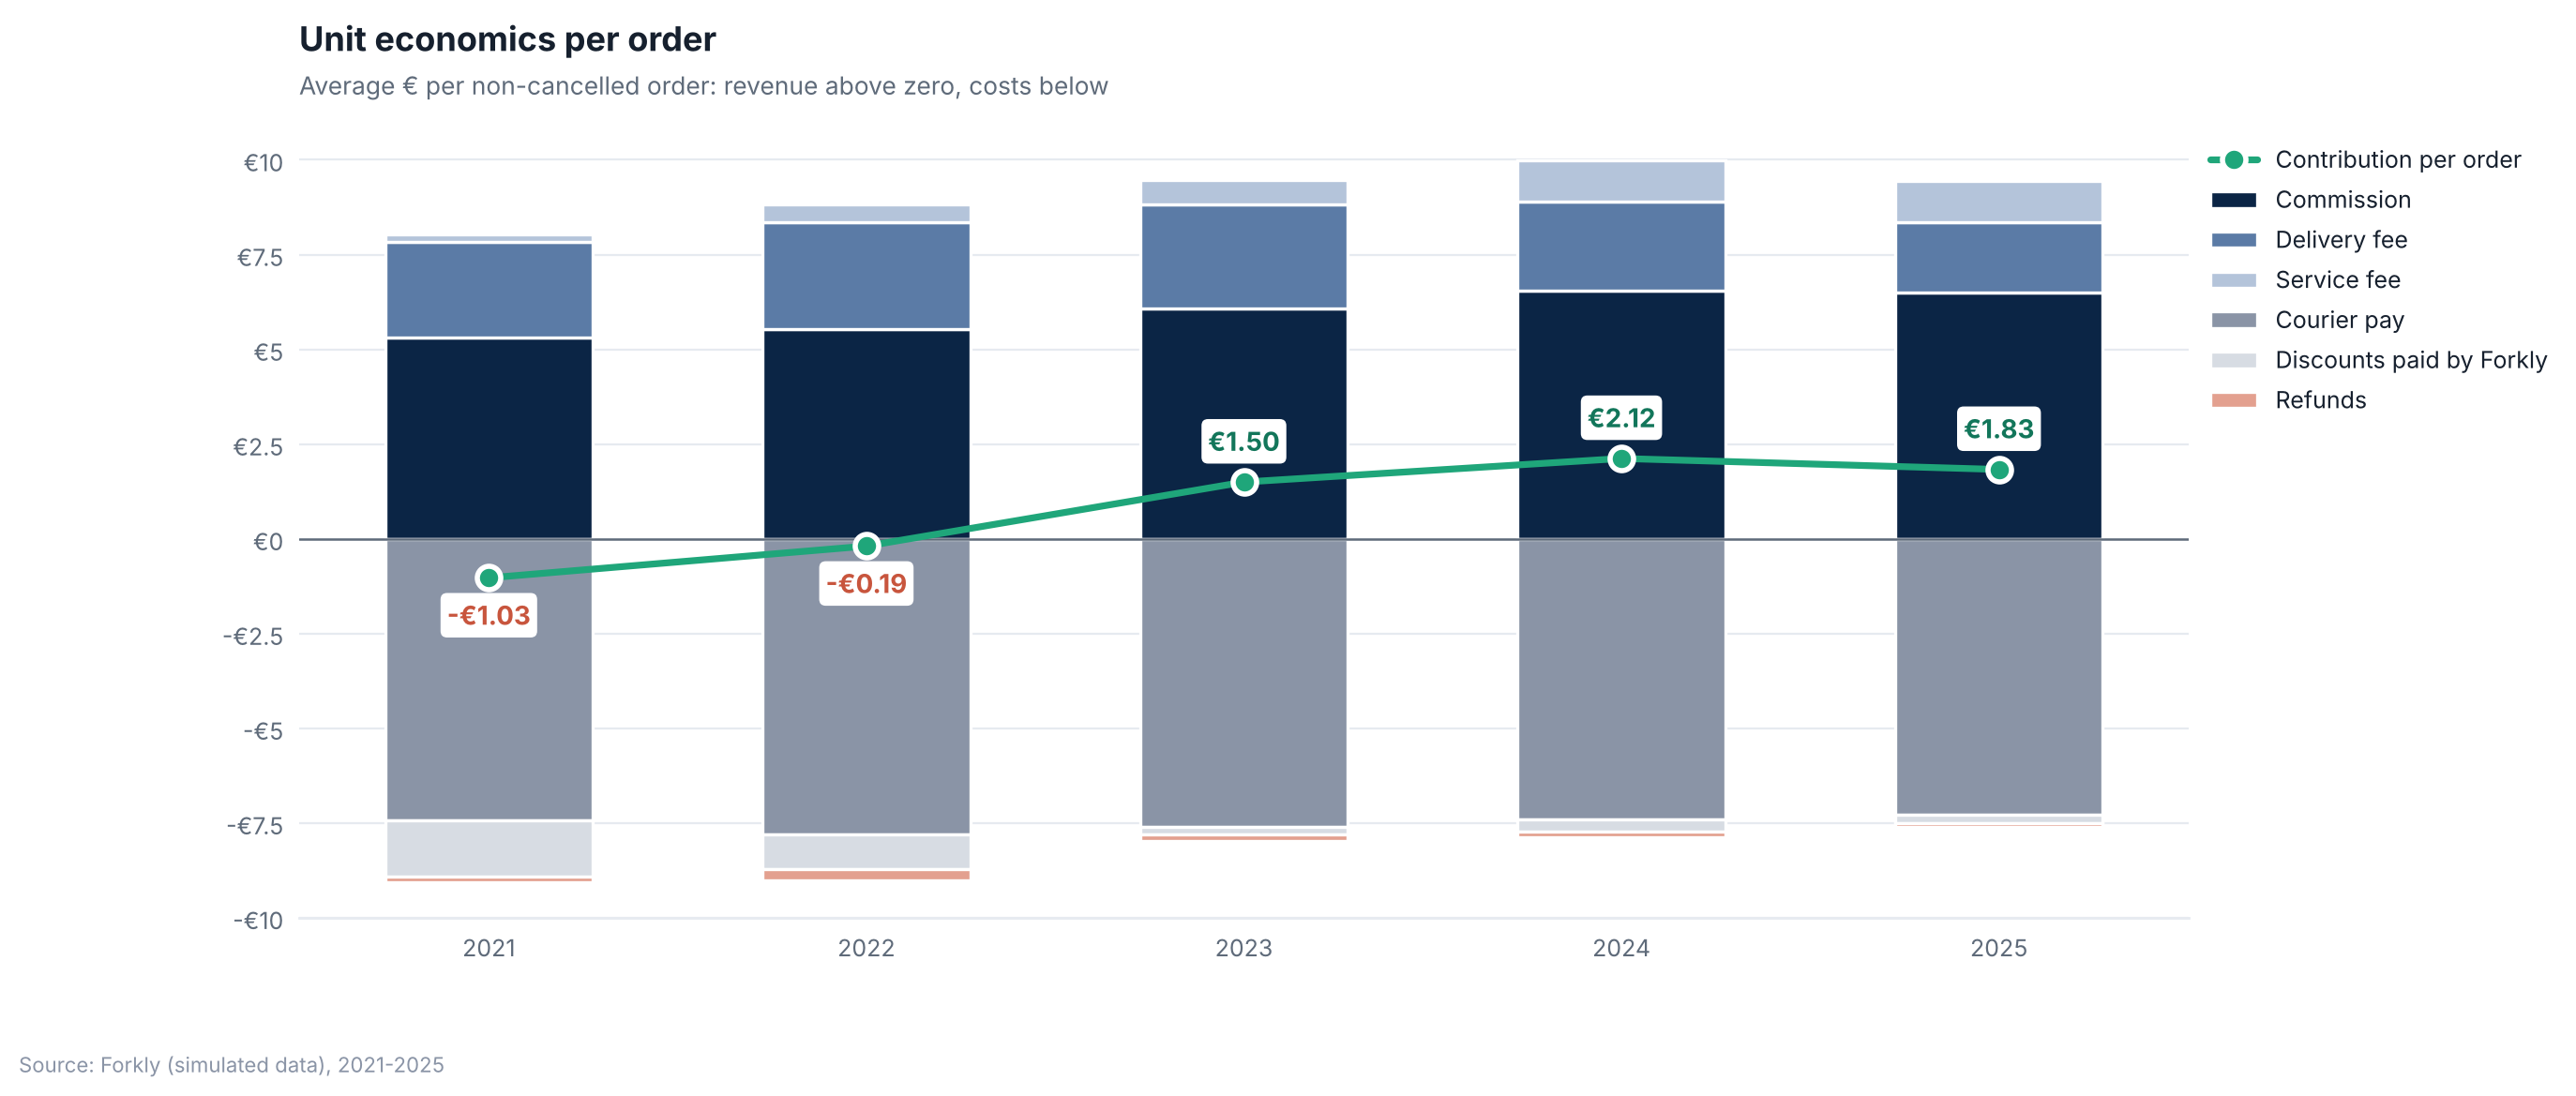 Unit economics per order
Average € per non-cancelled order: revenue above zero, costs below
€10
€7.5
€5
€2.5
€0
-€2.5
-€5
-€7.5
-€10
-€1.03
-€0.19
€1.50
€2.12
€1.83
2021
2022
2023
2024
2025
Contribution per order
Commission
Delivery fee
Service fee
Courier pay
Discounts paid by Forkly
Refunds
Source: Forkly (simulated data), 2021-2025